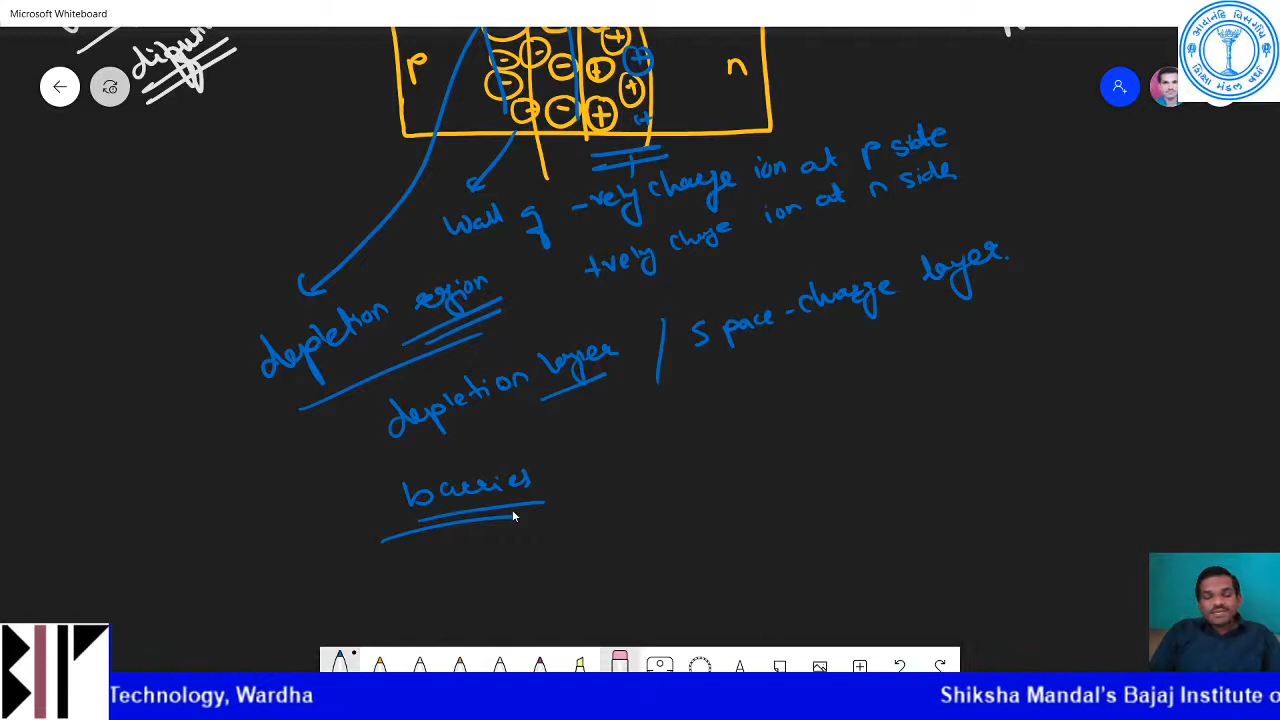 Microsoft Whiteboard
p
n
Wall of -vely charge ion at p side
+vely charge ion at n side
depletion region
depletion layer / space-charge layer.
barrier
BIT
Technology, Wardha
Shiksha Mandal's Bajaj Institute o